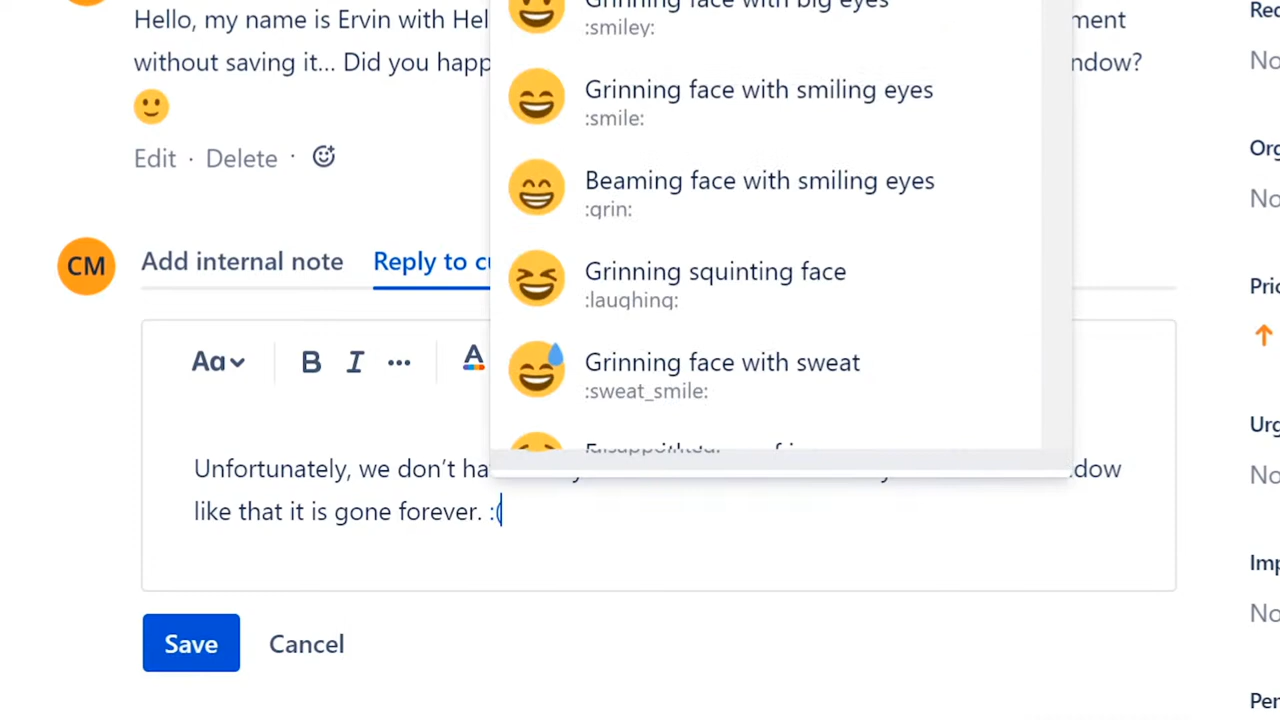 Hello, my name is Ervin with Hel
ment
without saving it... Did you happ
ndow?
Edit · Delete ·
Grinning face with big eyes
:smiley:
Grinning face with smiling eyes
:smile:
Beaming face with smiling eyes
:grin:
Grinning squinting face
:laughing:
Grinning face with sweat
:sweat_smile:
CM
Add internal note
Reply to cu
Aa
B I ... A
Unfortunately, we don't ha
dow
like that it is gone forever. :(
Save
Cancel
Rec
No
Org
No
Pric
Urg
No
Imp
No
Pen